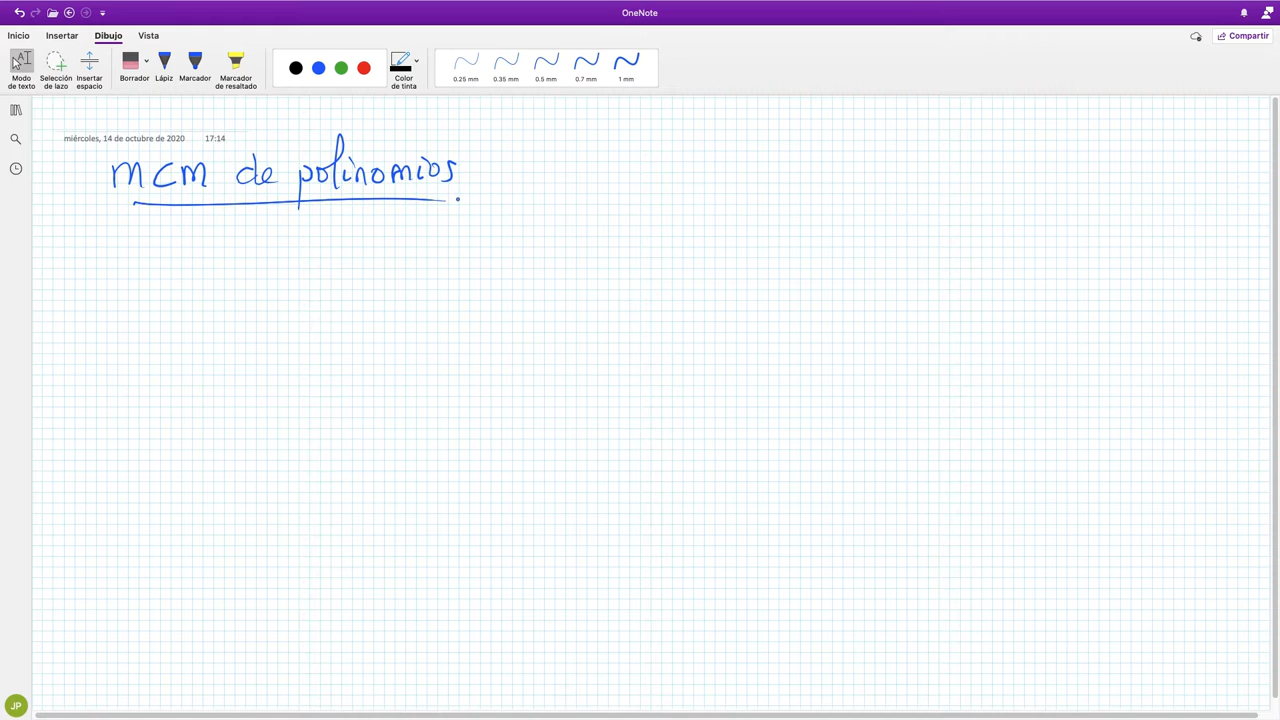 OneNote
Inicio Insertar Dibujo Vista
Compartir
Modo de texto
Selección de lazo
Insertar espacio
Borrador
Lápiz
Marcador
Marcador de resaltado
Color de tinta
0.25 mm 0.35 mm 0.5 mm 0.7 mm 1 mm
miércoles, 14 de octubre de 2020 17:14
mcm de polinomios
JP